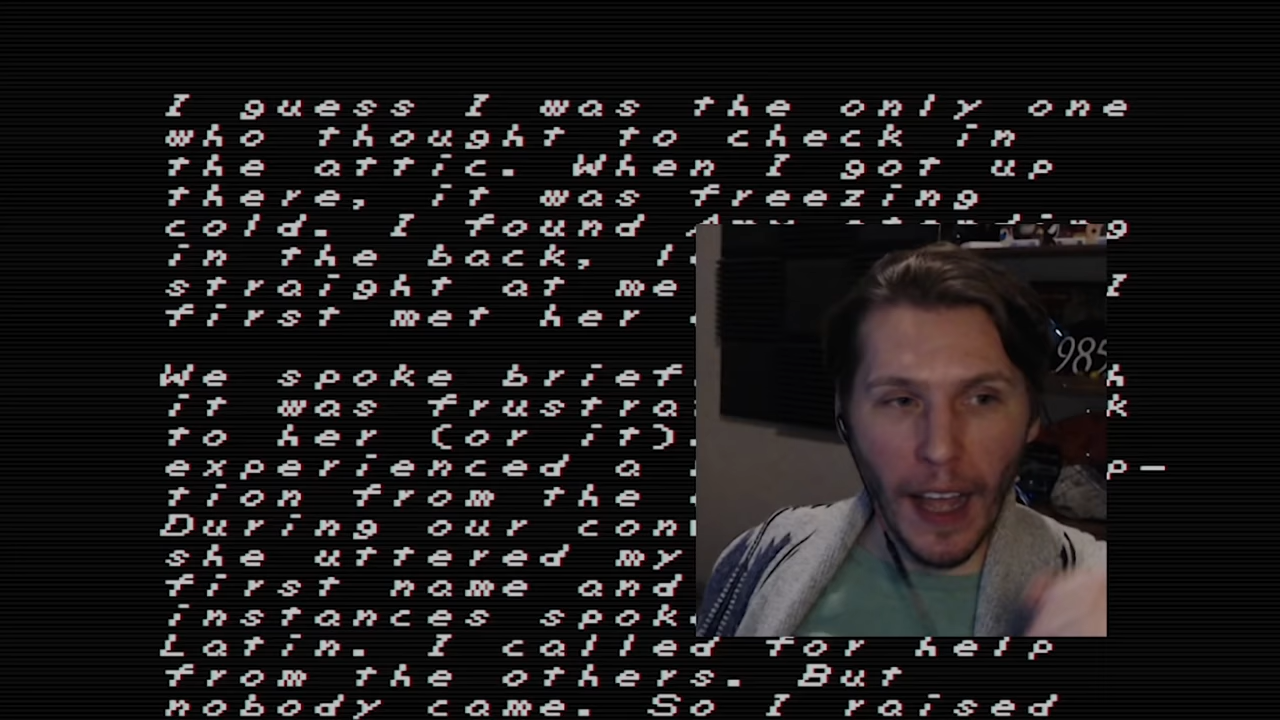 I guess I was the only one
who thought to check in
the attic. When I got up
there, it was freezing
cold. I found Amy standing
in the back,
straight at me I
first met her
We spoke
it was
to her (or it).
experienced a
tion from the
During our
she uttered my
first name and
instances
Latin. I called for help
from the others. But
nobody came. So I raised
985